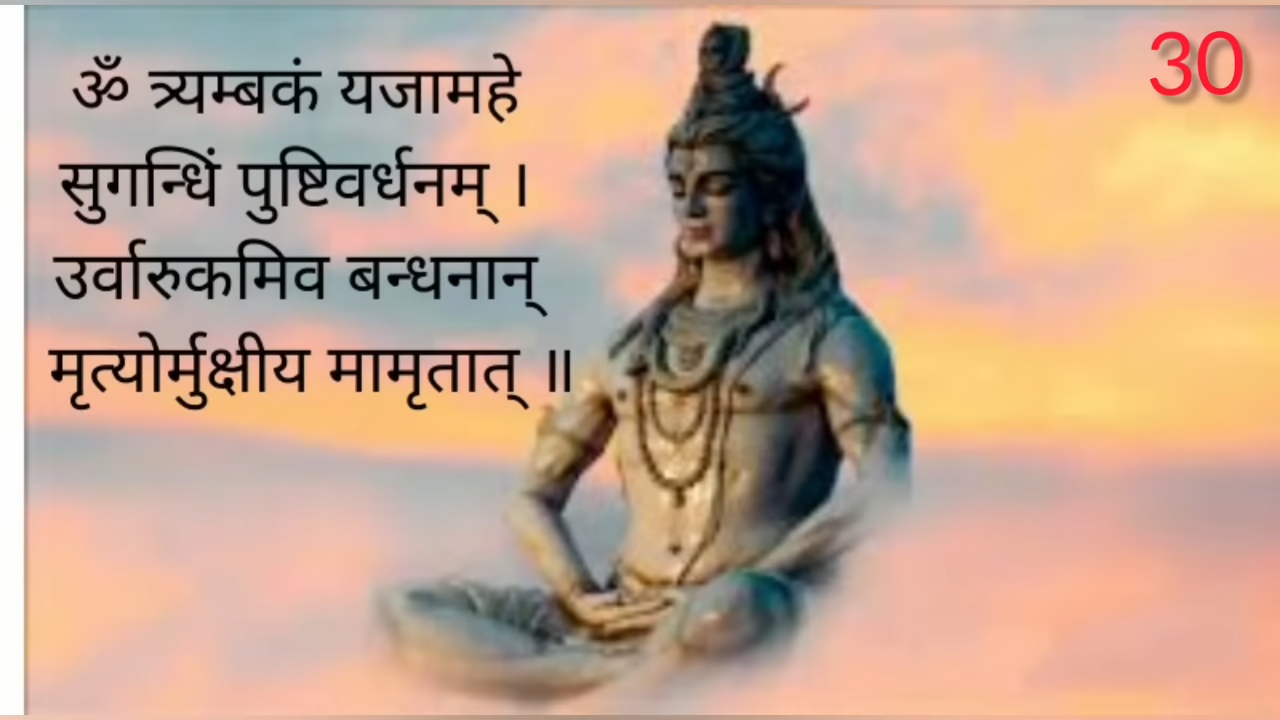 ॐ त्र्यम्बकं यजामहे
सुगन्धिं पुष्टिवर्धनम् ।
उर्वारुकमिव बन्धनान्
मृत्योर्मुक्षीय मामृतात् ॥
30